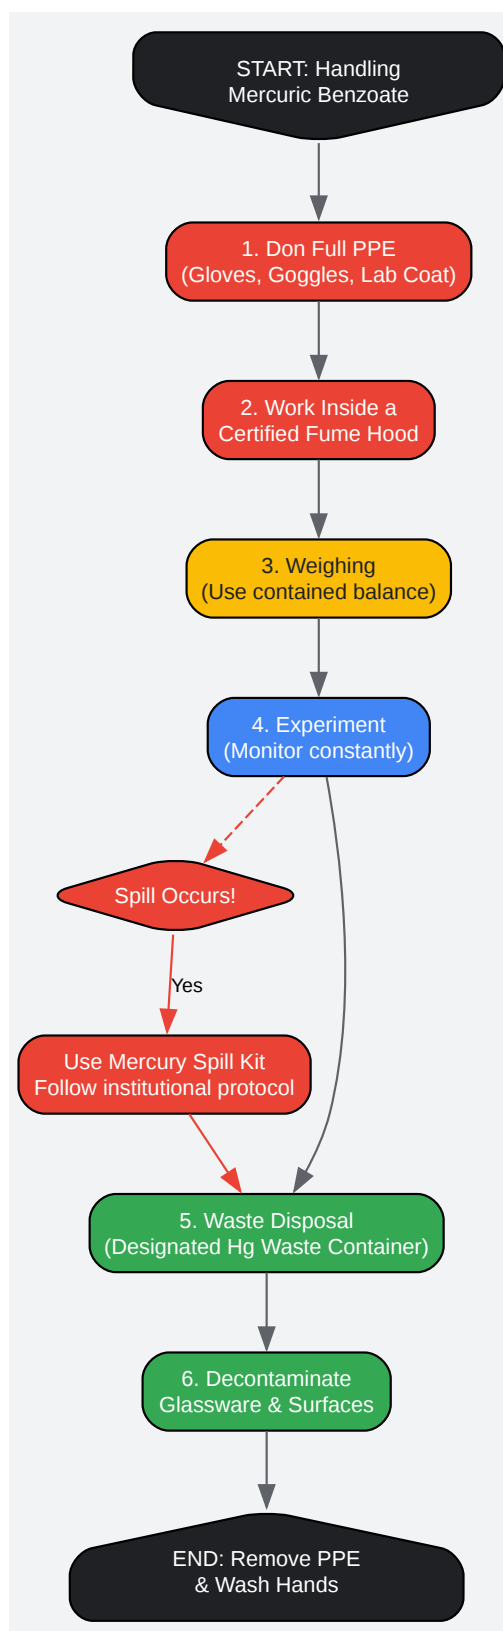 START: Handling
Mercuric Benzoate
1. Don Full PPE
(Gloves, Goggles, Lab Coat)
2. Work Inside a
Certified Fume Hood
3. Weighing
(Use contained balance)
4. Experiment
(Monitor constantly)
Spill Occurs!
Yes
Use Mercury Spill Kit
Follow institutional protocol
5. Waste Disposal
(Designated Hg Waste Container)
6. Decontaminate
Glassware & Surfaces
END: Remove PPE
& Wash Hands